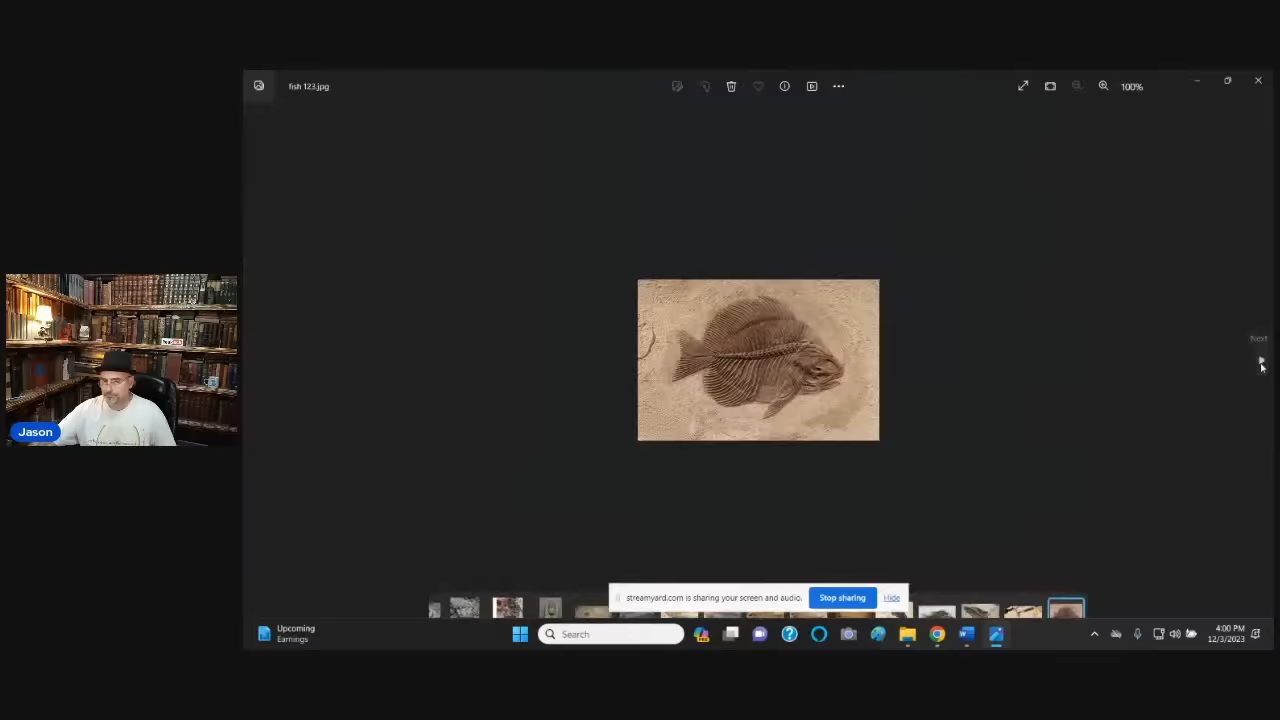 fish 123.jpg
100%
Next
Jason
streamyard.com is sharing your screen and audio.
Stop sharing
Hide
Upcoming
Earnings
Search
4:00 PM
12/3/2023